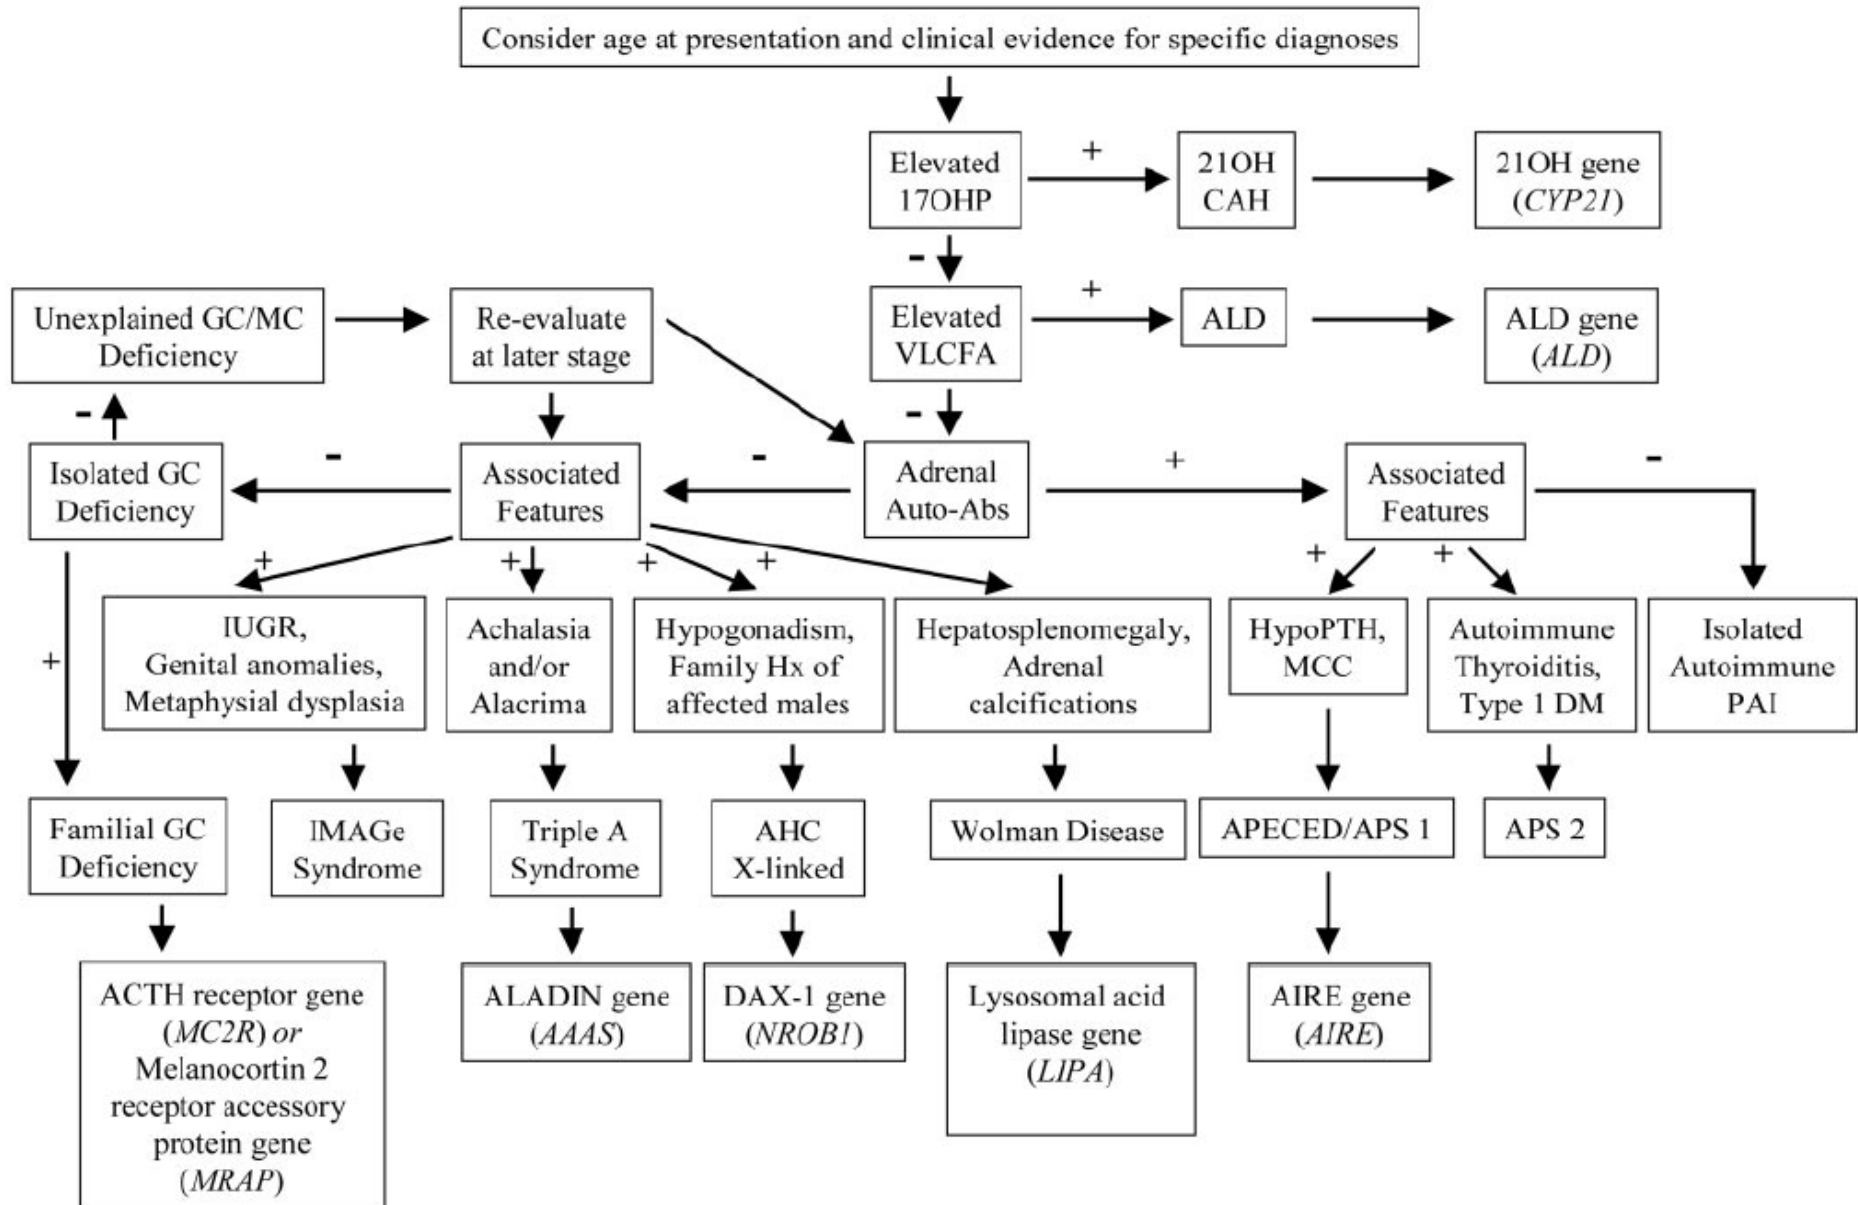 Consider age at presentation and clinical evidence for specific diagnoses
Elevated
17OHP
+
21OH
CAH
21OH gene
(CYP21)
-
Unexplained GC/MC
Deficiency
Re-evaluate
at later stage
Elevated
VLCFA
+
ALD
ALD gene
(ALD)
-
-
Isolated GC
Deficiency
-
Associated
Features
-
Adrenal
Auto-Abs
+
Associated
Features
-
+
+
+
+
+
+
+
IUGR,
Genital anomalies,
Metaphysial dysplasia
Achalasia
and/or
Alacrima
Hypogonadism,
Family Hx of
affected males
Hepatosplenomegaly,
Adrenal
calcifications
HypoPTH,
MCC
Autoimmune
Thyroiditis,
Type 1 DM
Isolated
Autoimmune
PAI
Familial GC
Deficiency
IMAGe
Syndrome
Triple A
Syndrome
AHC
X-linked
Wolman Disease
APECED/APS 1
APS 2
ACTH receptor gene
(MC2R) or
Melanocortin 2
receptor accessory
protein gene
(MRAP)
ALADIN gene
(AAAS)
DAX-1 gene
(NROB1)
Lysosomal acid
lipase gene
(LIPA)
AIRE gene
(AIRE)